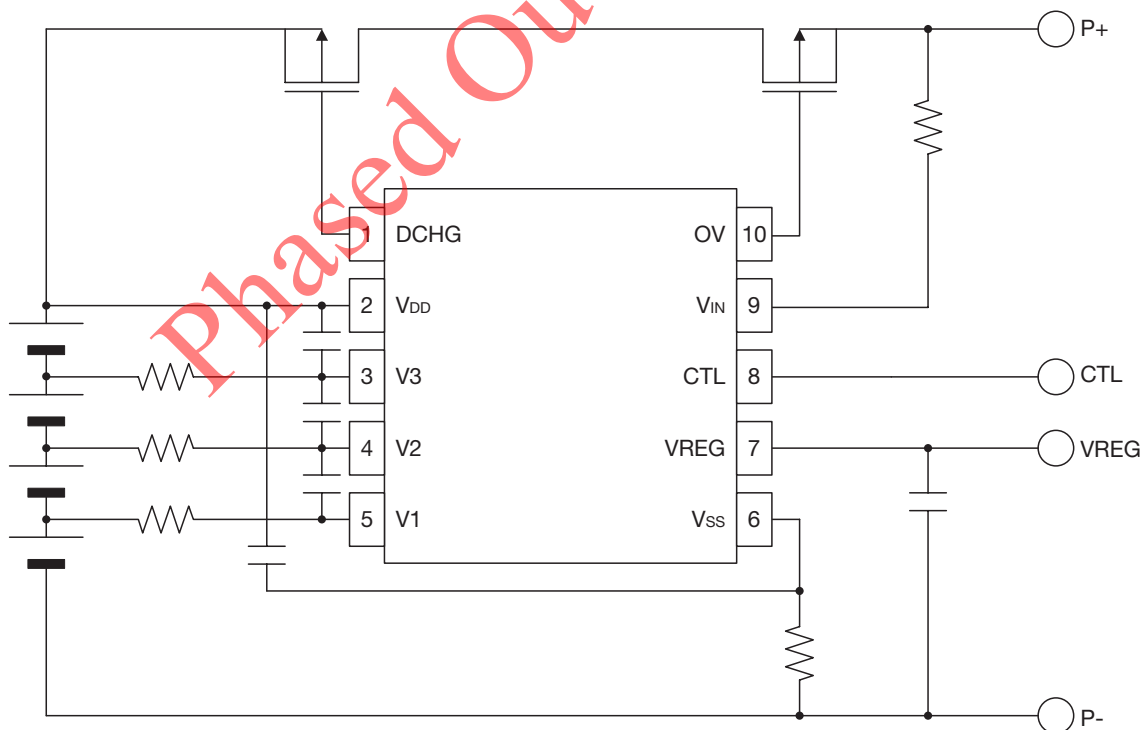 P+
Phased Ou
1 DCHG
OV 10
2 VDD
VIN 9
3 V3
CTL 8
CTL
4 V2
VREG 7
VREG
5 V1
VSS 6
P-